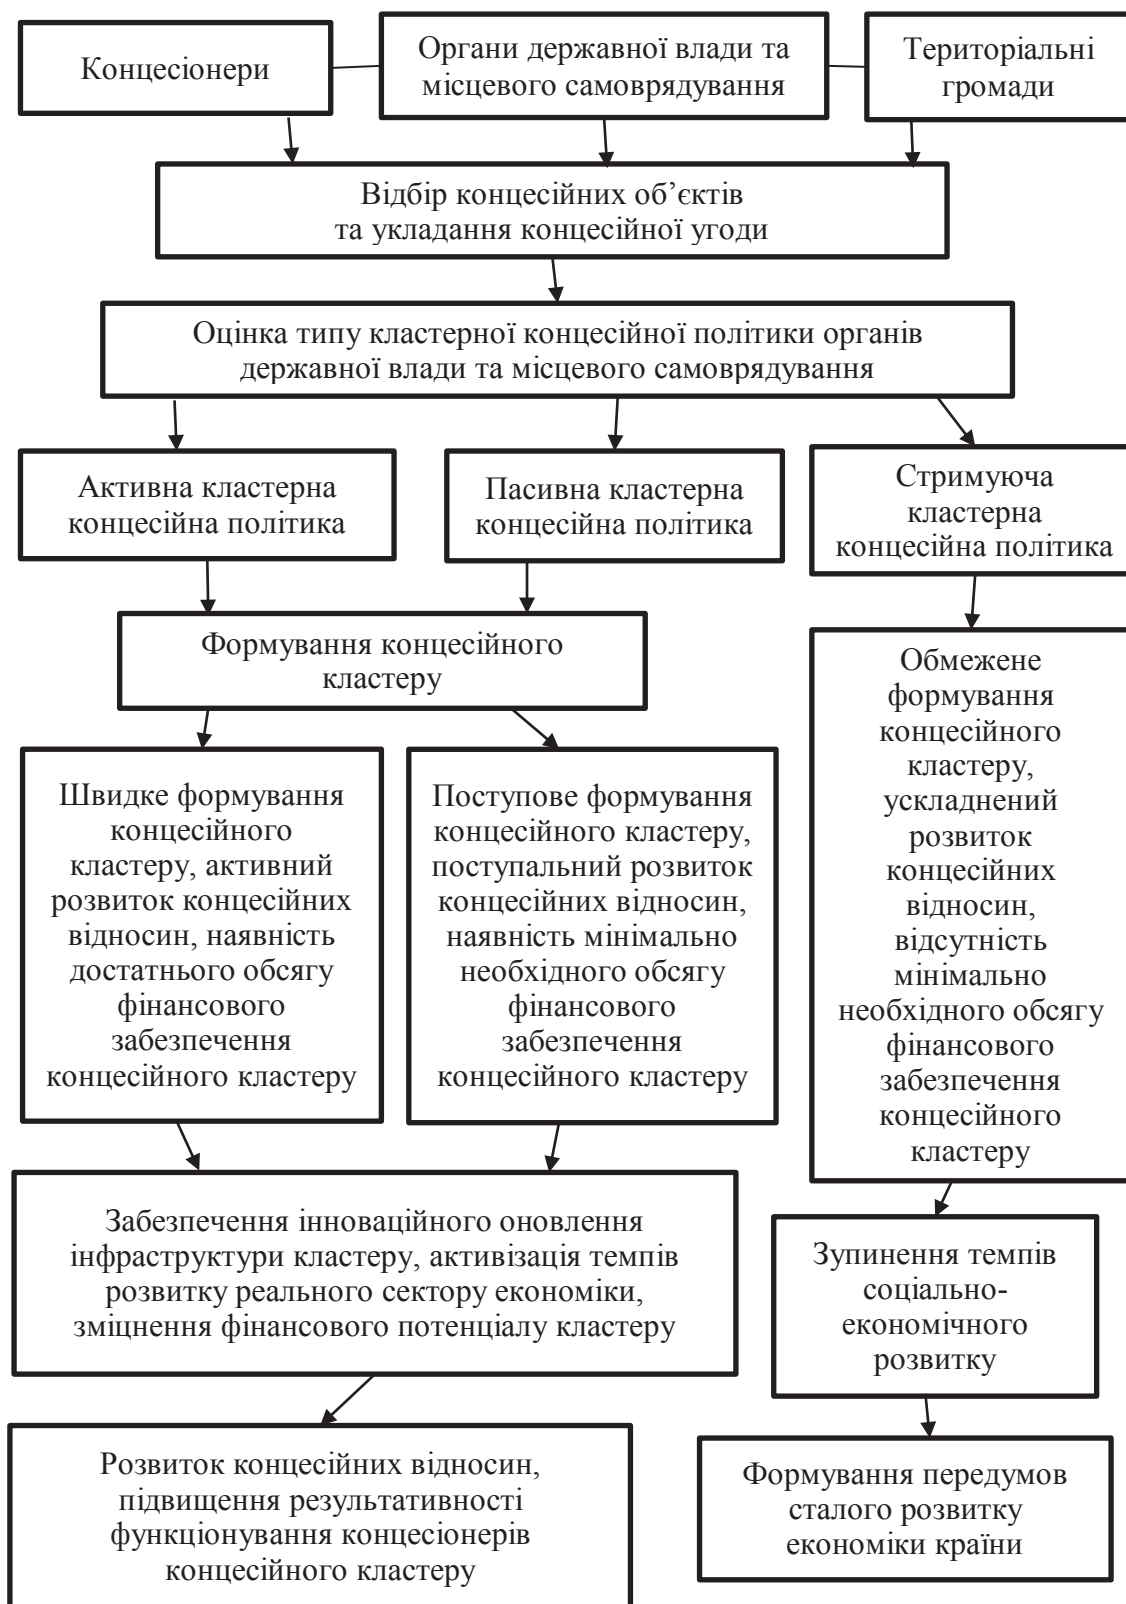 Концесіонери
Органи державної влади та
місцевого самоврядування
Територіальні
громади
Відбір концесійних об’єктів
та укладання концесійної угоди
Оцінка типу кластерної концесійної політики органів
державної влади та місцевого самоврядування
Активна кластерна
концесійна політика
Пасивна кластерна
концесійна політика
Стримуюча
кластерна
концесійна політика
Формування концесійного
кластеру
Швидке формування
концесійного
кластеру, активний
розвиток концесійних
відносин, наявність
достатнього обсягу
фінансового
забезпечення
концесійного кластеру
Поступове формування
концесійного кластеру,
поступальний розвиток
концесійних відносин,
наявність мінімально
необхідного обсягу
фінансового
забезпечення
концесійного кластеру
Обмежене
формування
концесійного
кластеру,
ускладнений
розвиток
концесійних
відносин,
відсутність
мінімально
необхідного обсягу
фінансового
забезпечення
концесійного
кластеру
Забезпечення інноваційного оновлення
інфраструктури кластеру, активізація темпів
розвитку реального сектору економіки,
зміцнення фінансового потенціалу кластеру
Зупинення темпів
соціально-
економічного
розвитку
Розвиток концесійних відносин,
підвищення результативності
функціонування концесіонерів
концесійного кластеру
Формування передумов
сталого розвитку
економіки країни